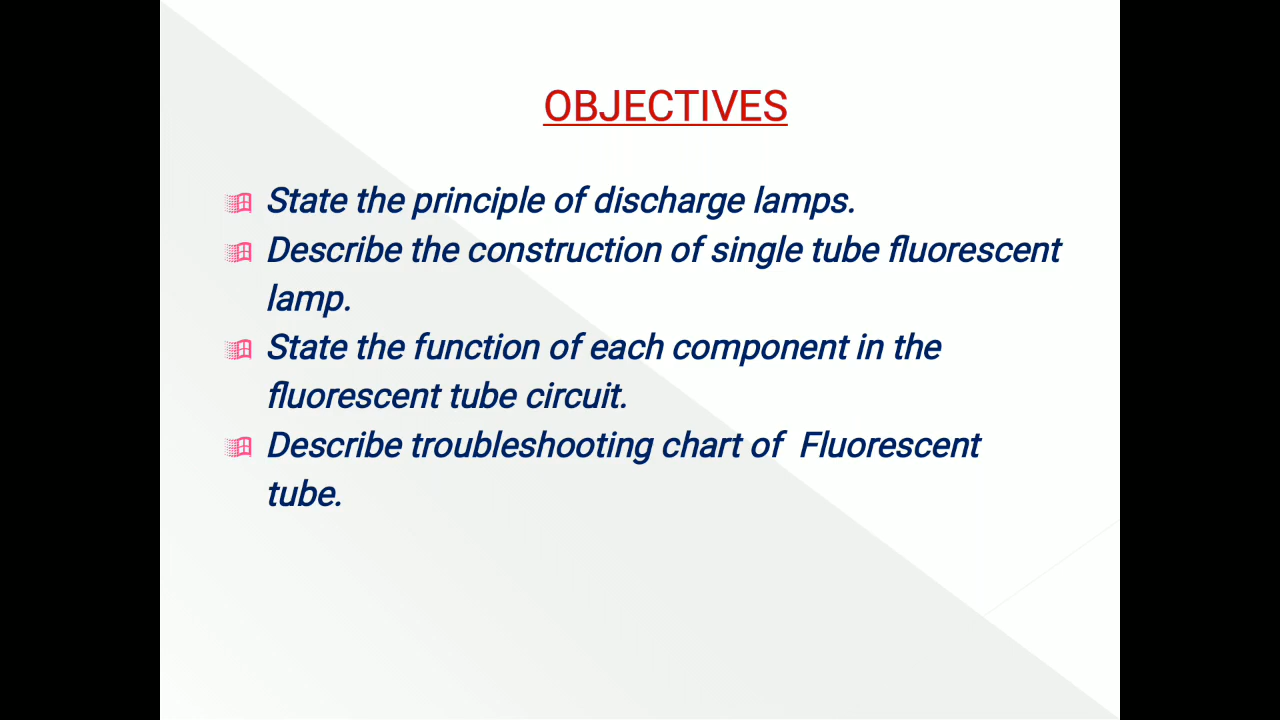 OBJECTIVES
State the principle of discharge lamps.
Describe the construction of single tube fluorescent
lamp.
State the function of each component in the
fluorescent tube circuit.
Describe troubleshooting chart of  Fluorescent
tube.